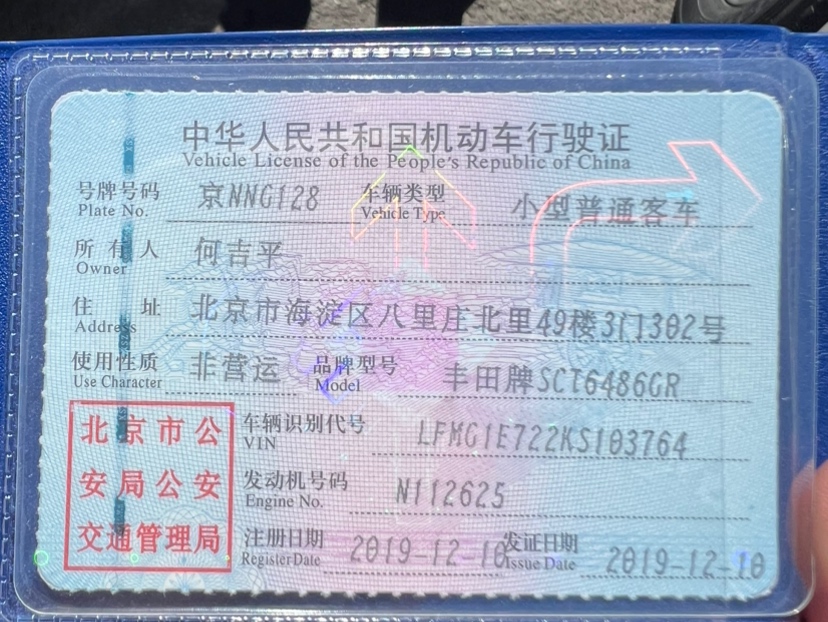 中华人民共和国机动车行驶证
Vehicle License of the People's Republic of China
号牌号码 京NNG128 车辆类型 小型普通客车
Plate No. Vehicle Type
所有人 何吉平
Owner
住址 北京市海淀区八里庄北里49楼3门1302号
Address
使用性质 非营运 品牌型号 丰田牌SCT6486GR
Use Character Model
北京市公安局公安交通管理局
车辆识别代号 LFMG1E722KS103764
VIN
发动机号码 N112625
Engine No.
注册日期 2019-12-10 发证日期 2019-12-10
Register Date Issue Date